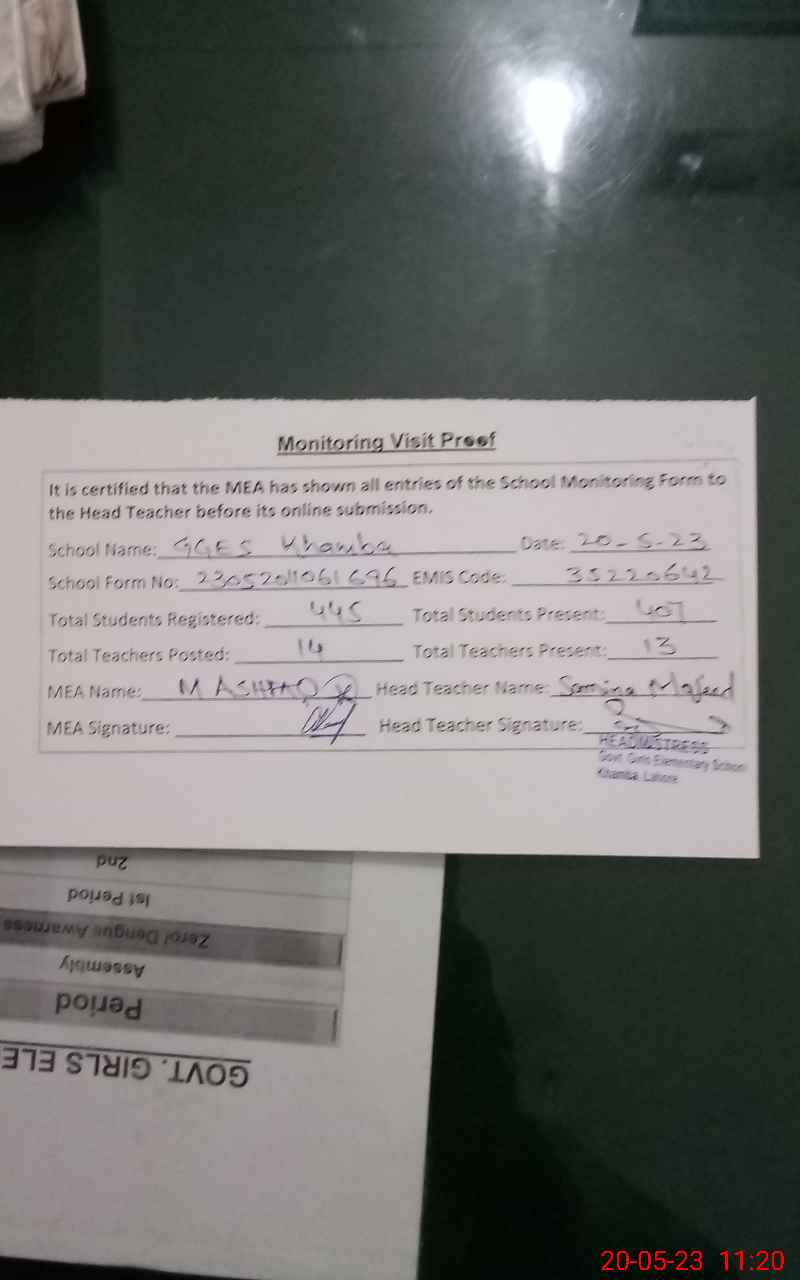 Monitoring Visit Proof
It is certified that the MEA has shown all entries of the School Monitoring Form to
the Head Teacher before its online submission.
School Name: GGES Khamba Date: 20-5-23
School Form No: 2305201061696 EMIS Code: 35220642
Total Students Registered: 445 Total Students Present: 407
Total Teachers Posted: 14 Total Teachers Present: 13
MEA Name: M ASHFAQ Head Teacher Name: Samina Majeed
MEA Signature: Head Teacher Signature:
HEADMISTRESS
Govt. Girls Elementary School
Khamba, Lahore
2nd
Ist Period
Zerol Dengue Awarness
Assembly
Period
GOVT. GIRLS ELE
20-05-23 11:20